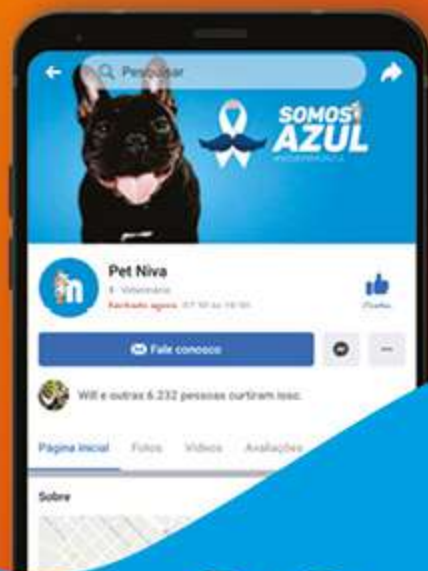 Pesquisar
SOMOS
AZUL
n
Pet Niva
Veterinário
Fechado agora
Fale conosco
Will e outras 6.232 pessoas curtiram isso.
Página inicial Fotos Vídeos Avaliações
Sobre